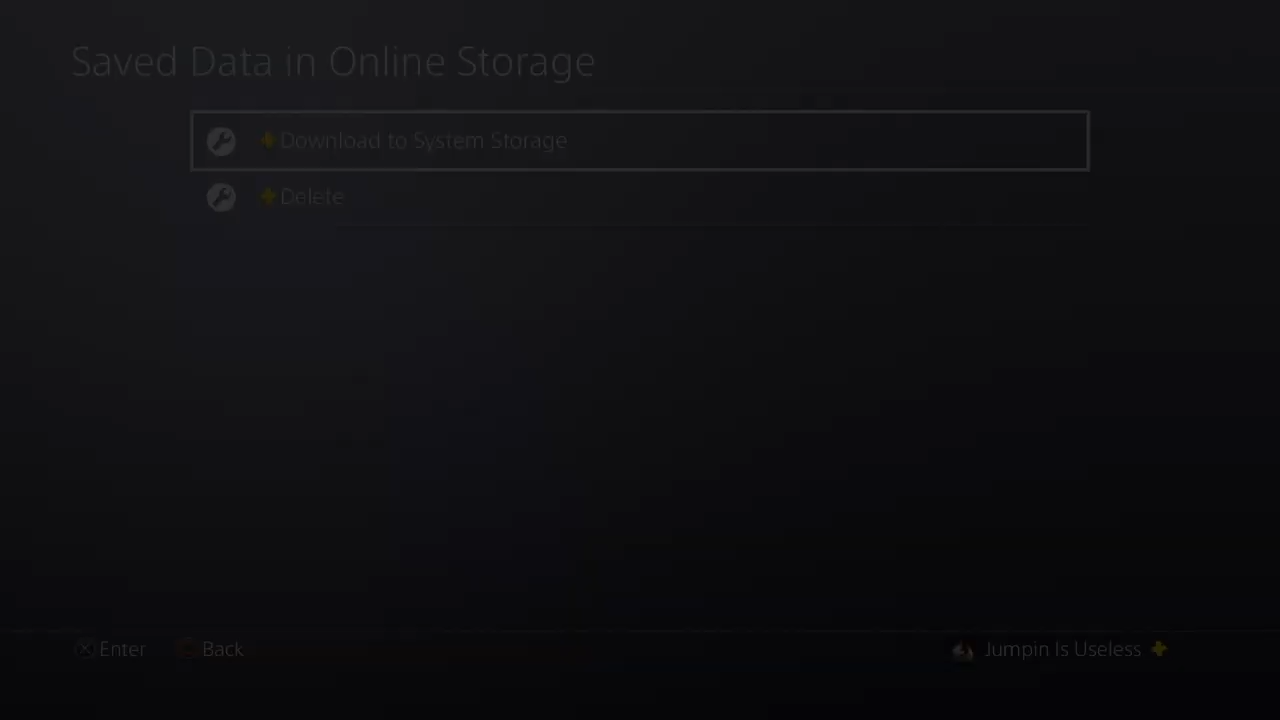 Saved Data in Online Storage
Download to System Storage
Delete
Enter Back Jumpin Is Useless